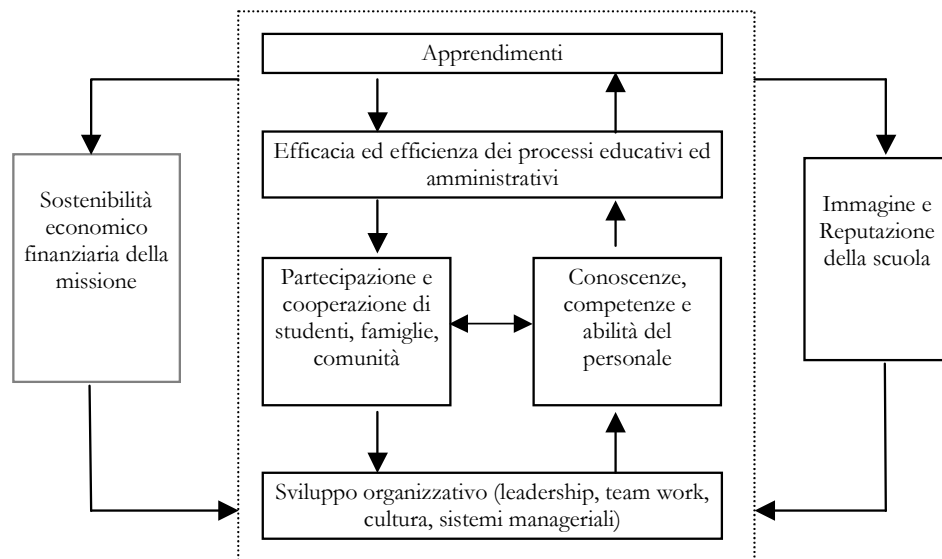 Apprendimenti
Efficacia ed efficienza dei processi educativi ed
amministrativi
Sostenibilità
economico
finanziaria della
missione
Partecipazione e
cooperazione di
studenti, famiglie,
comunità
Conoscenze,
competenze e
abilità del
personale
Immagine e
Reputazione
della scuola
Sviluppo organizzativo (leadership, team work,
cultura, sistemi manageriali)